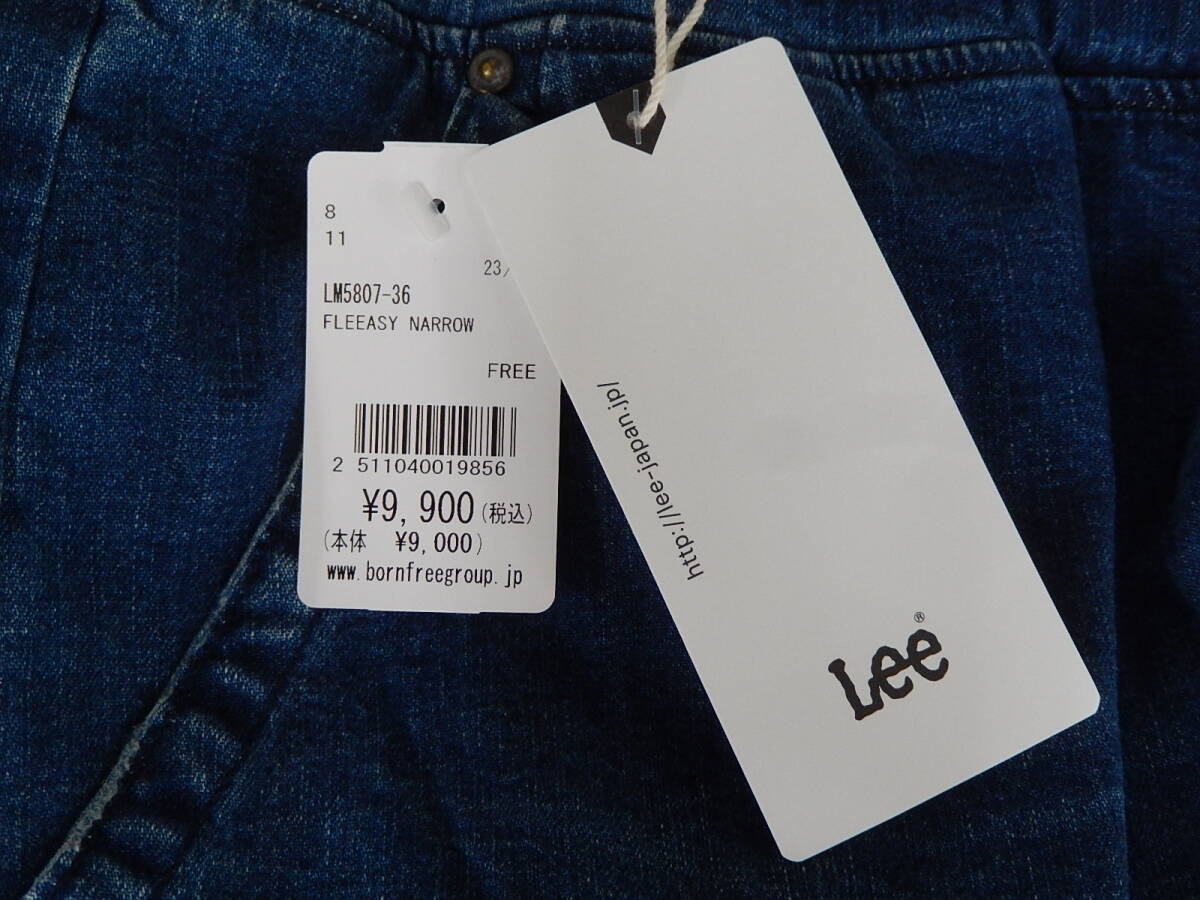 8
11
23/
LM5807-36
FLEEASY NARROW
FREE
2 511040019856
¥9,900(税込)
(本体 ¥9,000)
www.bornfreegroup.jp
http://lee-japan.jp/
Lee®